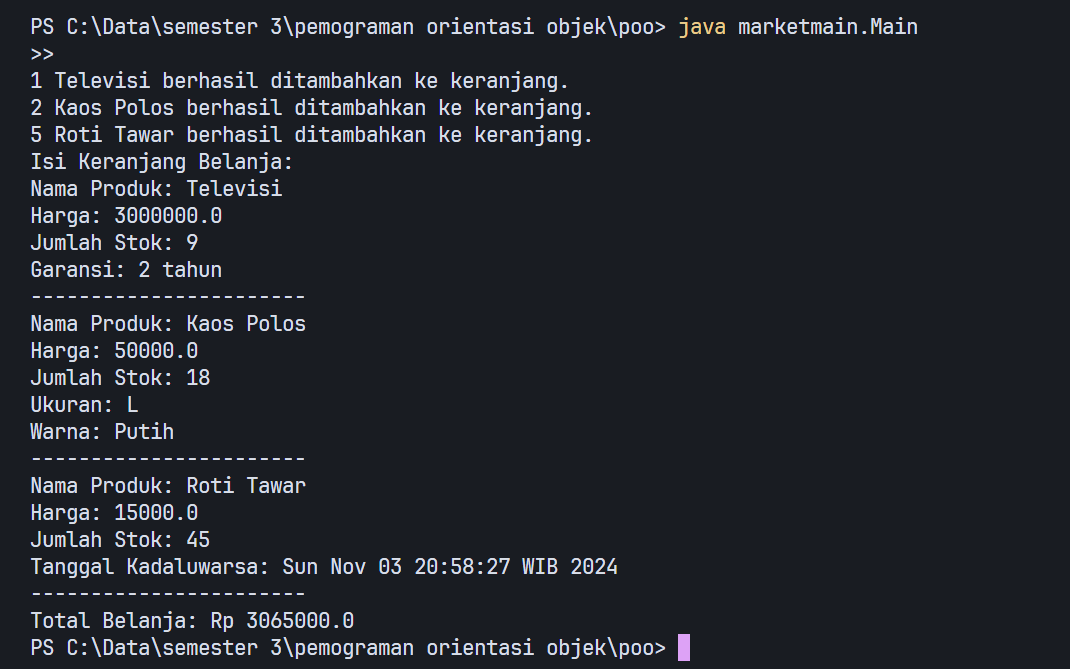 PS C:\Data\semester 3\pemograman orientasi objek\poo> java marketmain.Main
>>
1 Televisi berhasil ditambahkan ke keranjang.
2 Kaos Polos berhasil ditambahkan ke keranjang.
5 Roti Tawar berhasil ditambahkan ke keranjang.
Isi Keranjang Belanja:
Nama Produk: Televisi
Harga: 3000000.0
Jumlah Stok: 9
Garansi: 2 tahun
-----------------------
Nama Produk: Kaos Polos
Harga: 50000.0
Jumlah Stok: 18
Ukuran: L
Warna: Putih
-----------------------
Nama Produk: Roti Tawar
Harga: 15000.0
Jumlah Stok: 45
Tanggal Kadaluwarsa: Sun Nov 03 20:58:27 WIB 2024
-----------------------
Total Belanja: Rp 3065000.0
PS C:\Data\semester 3\pemograman orientasi objek\poo>